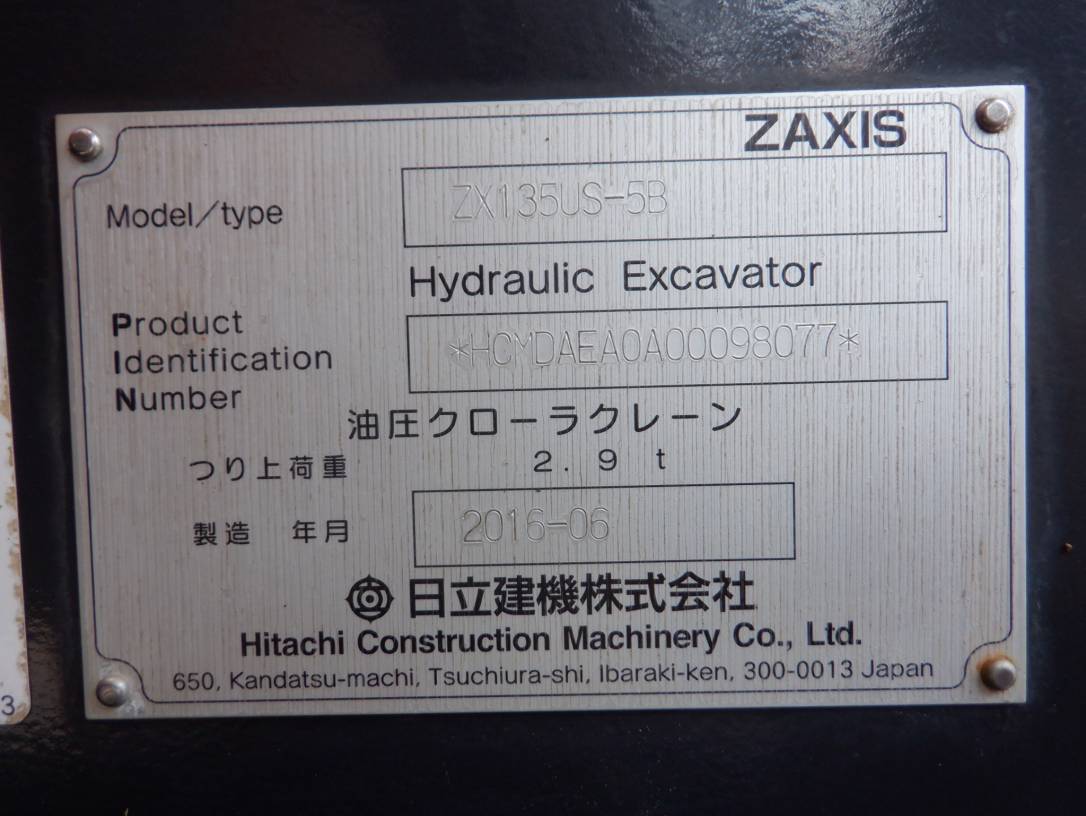 ZAXIS
Model/type ZX135US-5B
Hydraulic Excavator
Product
Identification *HCMDAEA0A00098077*
Number
油圧クローラクレーン
つり上荷重 2.9 t
製造 年月 2016-06
日立建機株式会社
Hitachi Construction Machinery Co., Ltd.
650, Kandatsu-machi, Tsuchiura-shi, Ibaraki-ken, 300-0013 Japan
3